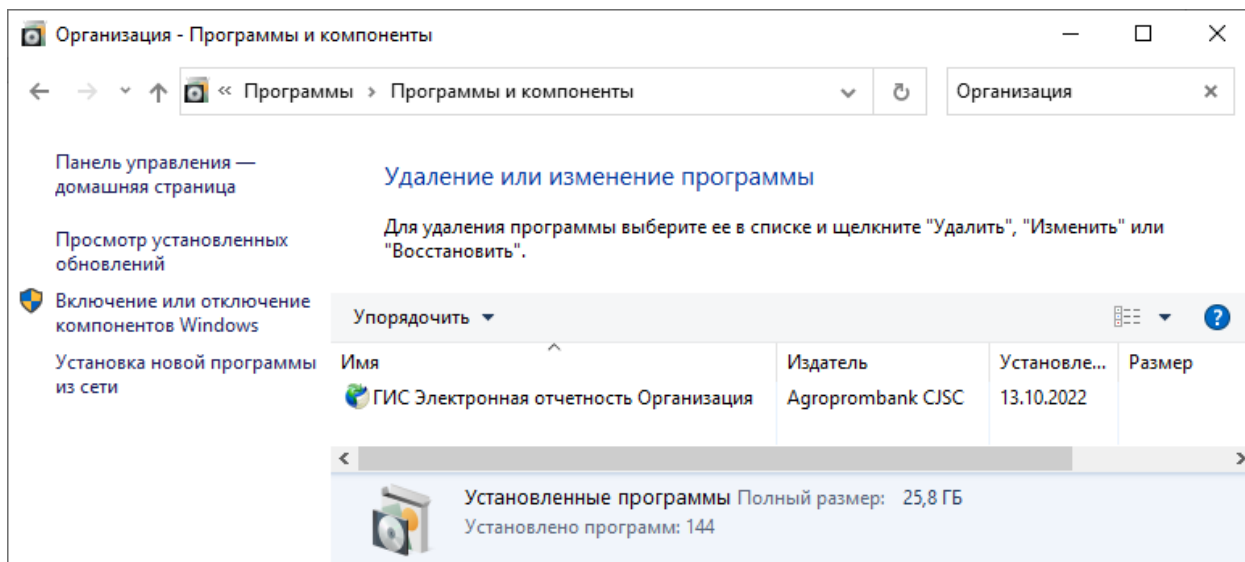 Организация - Программы и компоненты
« Программы › Программы и компоненты
Организация
Панель управления —
домашняя страница
Просмотр установленных
обновлений
Включение или отключение
компонентов Windows
Установка новой программы
из сети
Удаление или изменение программы
Для удаления программы выберите ее в списке и щелкните "Удалить", "Изменить" или
"Восстановить".
Упорядочить
Имя Издатель Установле... Размер
ГИС Электронная отчетность Организация Agroprombank CJSC 13.10.2022
Установленные программы Полный размер: 25,8 ГБ
Установлено программ: 144